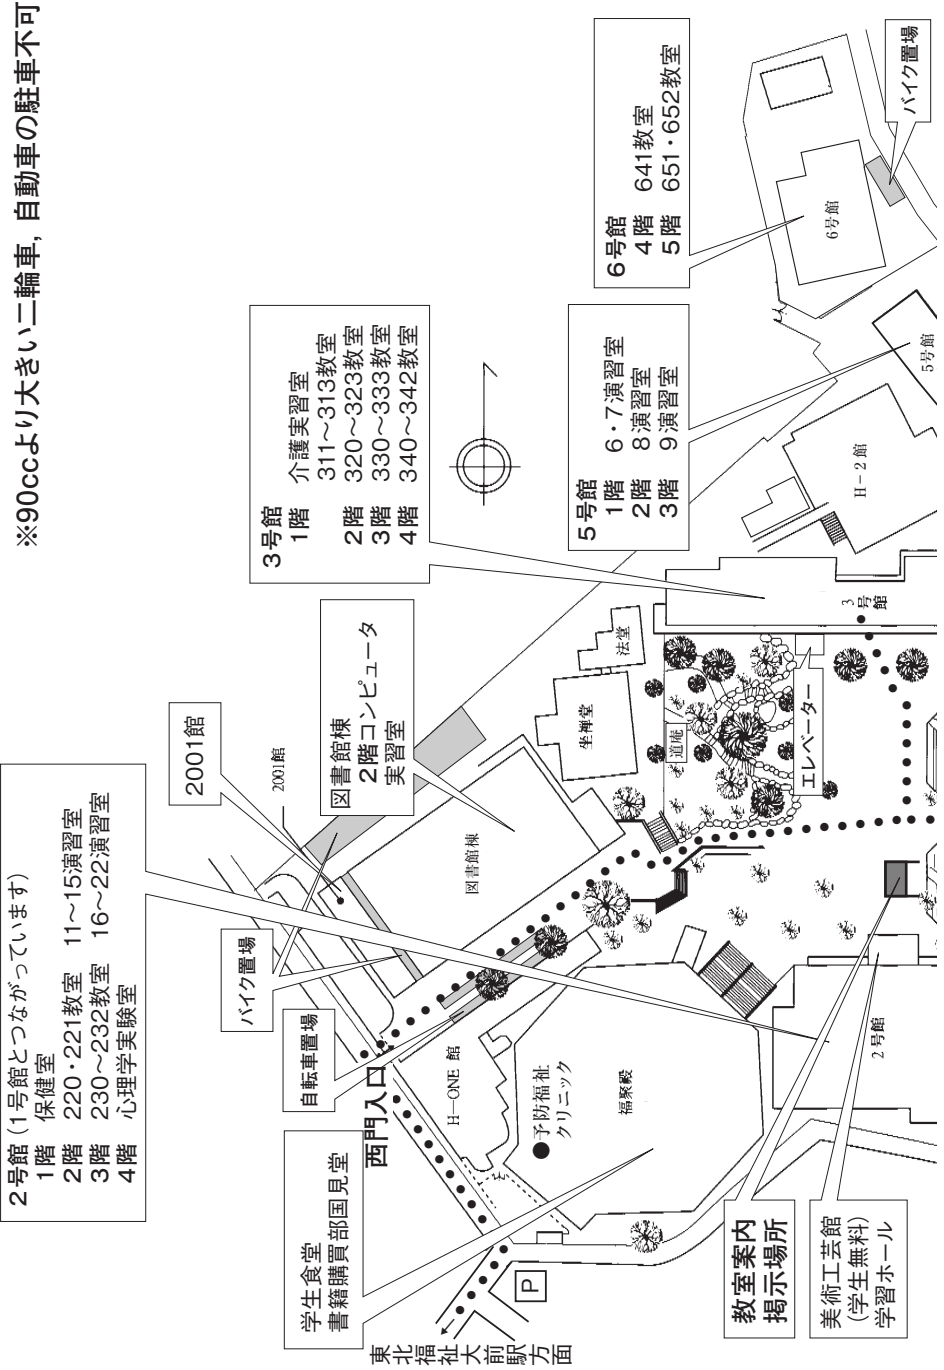 ※90ccより大きい二輪車，自動車の駐車不可
6号館
4階 641教室
5階 651・652教室
バイク置場
6号館
3号館
1階 介護実習室
311～313教室
2階 320～323教室
3階 330～333教室
4階 340～342教室
5号館
1階 6・7演習室
2階 8演習室
3階 9演習室
5号館
H－2館
3号館
図書館棟
2階コンピュータ
実習室
法堂
坐禅堂
道庵
エレベーター
2001館
2001館
図書館棟
2号館（1号館とつながっています）
1階 保健室
2階 220・221教室 11～15演習室
3階 230～232教室 16～22演習室
4階 心理学実験室
バイク置場
自転車置場
西門入口
H－ONE館
●予防福祉
クリニック
福聚殿
2号館
学生食堂
書籍購買部国見堂
P
東北福祉大前駅方面
教室案内
掲示場所
美術工芸館
(学生無料)
学習ホール